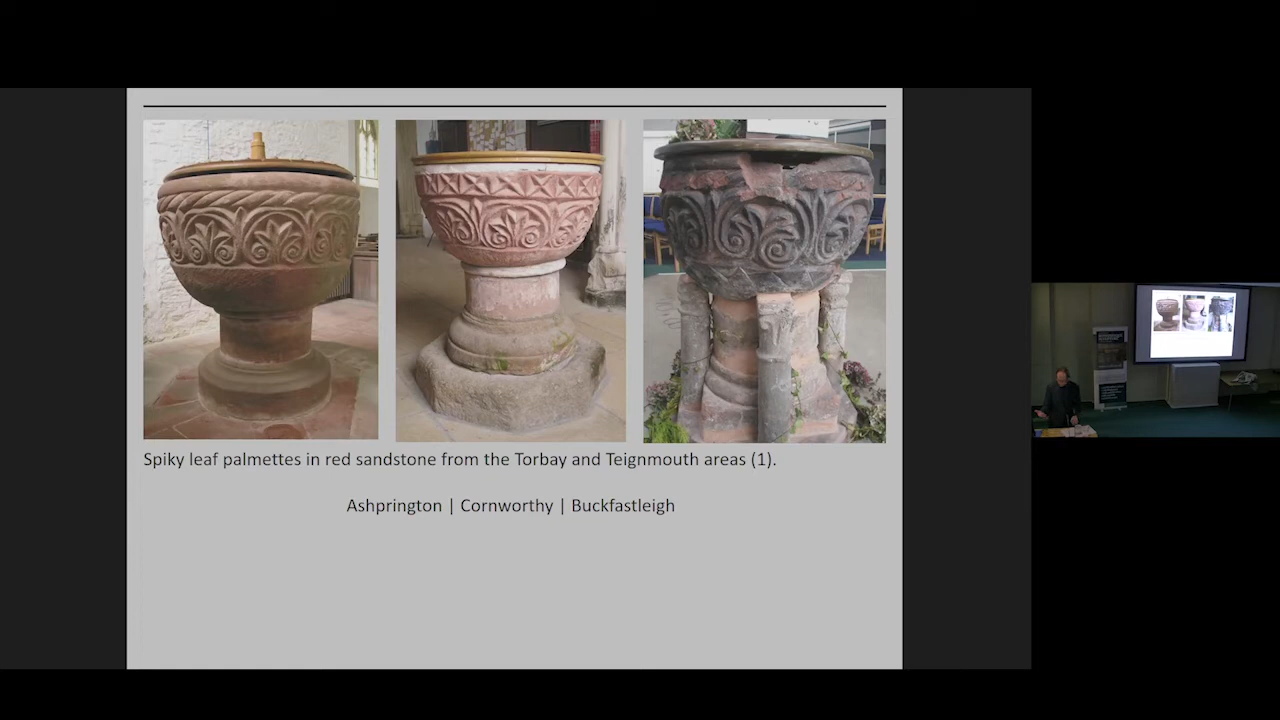 Spiky leaf palmettes in red sandstone from the Torbay and Teignmouth areas (1).
Ashprington | Cornworthy | Buckfastleigh